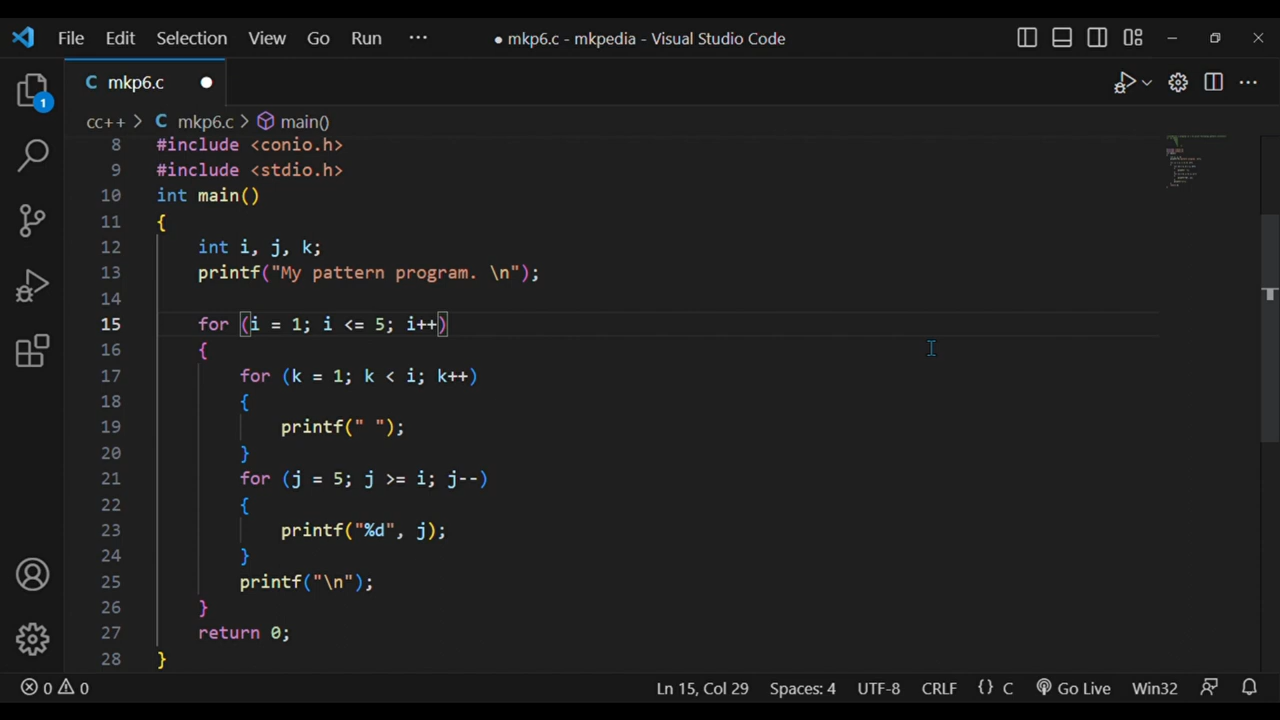 File Edit Selection View Go Run ··· ● mkp6.c - mkpedia - Visual Studio Code
C mkp6.c ●
1
cc++ > C mkp6.c > main()
8 #include <conio.h>
9 #include <stdio.h>
10 int main()
11 {
12 int i, j, k;
13 printf("My pattern program. \n");
14
15 for (i = 1; i <= 5; i++)
16 {
17 for (k = 1; k < i; k++)
18 {
19 printf(" ");
20 }
21 for (j = 5; j >= i; j--)
22 {
23 printf("%d", j);
24 }
25 printf("\n");
26 }
27 return 0;
28 }
0 0 Ln 15, Col 29 Spaces: 4 UTF-8 CRLF {} C Go Live Win32